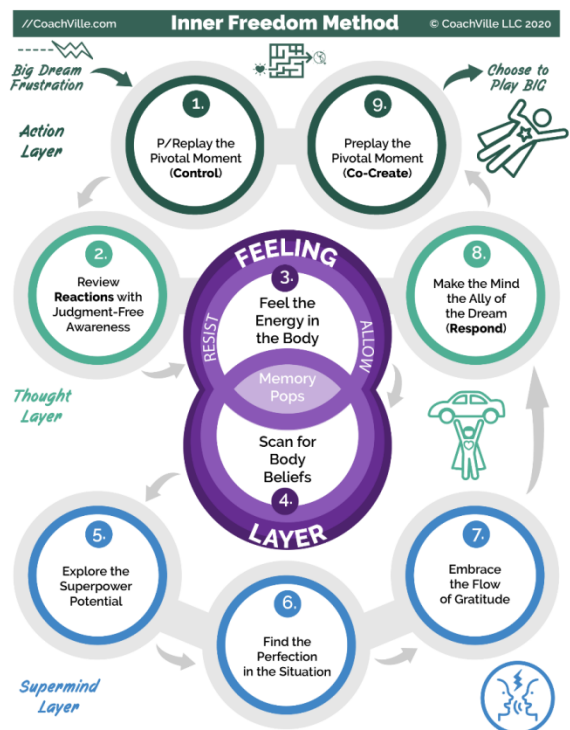 //CoachVille.com
Inner Freedom Method
© CoachVille LLC 2020
Big Dream
Frustration
Choose to
Play BIG
Action
Layer
1.
P/Replay the
Pivotal Moment
(Control)
9.
Preplay the
Pivotal Moment
(Co-Create)
2.
Review
Reactions with
Judgment-Free
Awareness
FEELING
3.
Feel the
Energy in
the Body
RESIST
ALLOW
Memory
Pops
Scan for
Body
Beliefs
4.
LAYER
8.
Make the Mind
the Ally of
the Dream
(Respond)
Thought
Layer
5.
Explore the
Superpower
Potential
6.
Find the
Perfection
in the Situation
7.
Embrace
the Flow
of Gratitude
Supermind
Layer